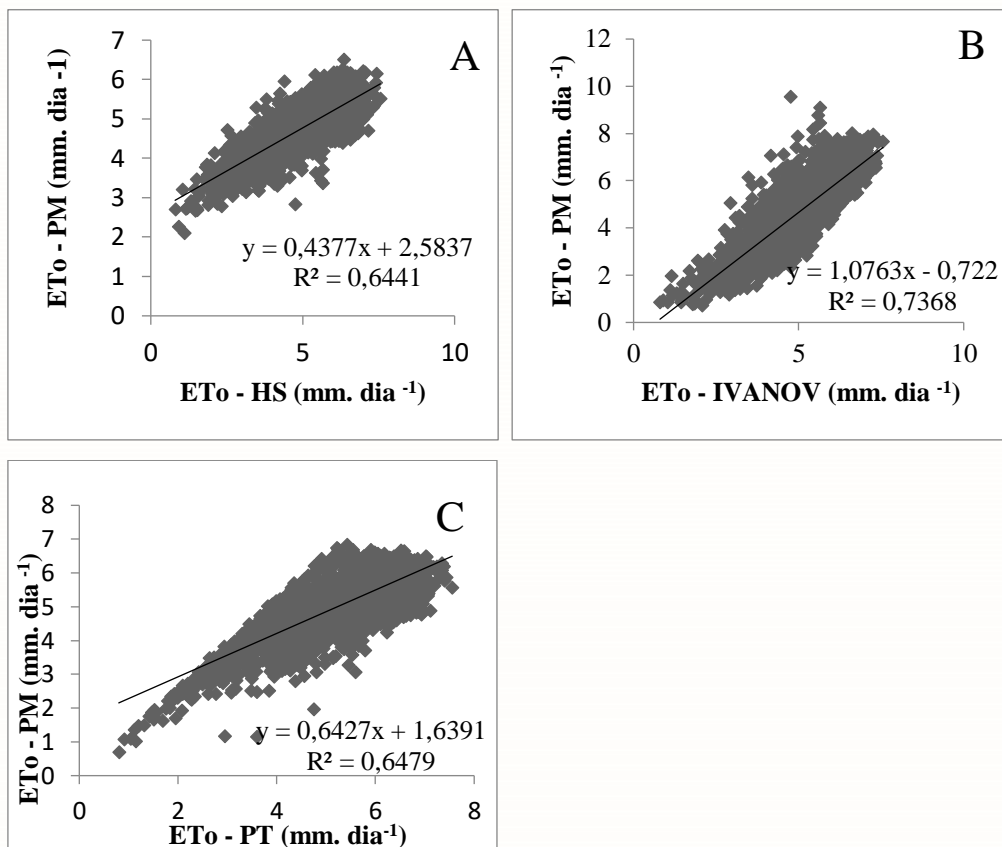 A
ETo - PM (mm. dia -1)
7
6
5
4
3
2
1
0
y = 0,4377x + 2,5837
R² = 0,6441
0
5
10
ETo - HS (mm. dia -1)
B
ETo - PM (mm. dia -1)
12
10
8
6
4
2
0
y = 1,0763x - 0,722
R² = 0,7368
0
5
10
ETo - IVANOV (mm. dia -1)
C
ETo - PM (mm. dia -1)
8
7
6
5
4
3
2
1
0
y = 0,6427x + 1,6391
R² = 0,6479
0
2
4
6
8
ETo - PT (mm. dia-1)